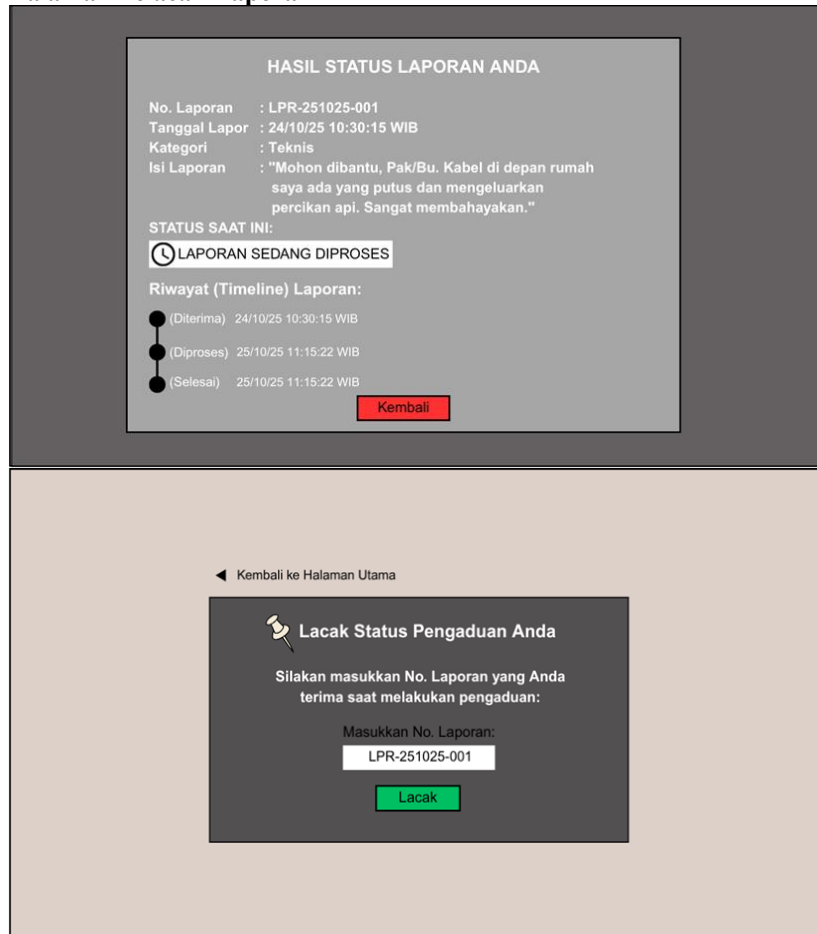 HASIL STATUS LAPORAN ANDA
No. Laporan : LPR-251025-001
Tanggal Lapor : 24/10/25 10:30:15 WIB
Kategori : Teknis
Isi Laporan : "Mohon dibantu, Pak/Bu. Kabel di depan rumah
saya ada yang putus dan mengeluarkan
percikan api. Sangat membahayakan."
STATUS SAAT INI:
LAPORAN SEDANG DIPROSES
Riwayat (Timeline) Laporan:
(Diterima) 24/10/25 10:30:15 WIB
(Diproses) 25/10/25 11:15:22 WIB
(Selesai) 25/10/25 11:15:22 WIB
Kembali
Kembali ke Halaman Utama
Lacak Status Pengaduan Anda
Silakan masukkan No. Laporan yang Anda
terima saat melakukan pengaduan:
Masukkan No. Laporan:
LPR-251025-001
Lacak